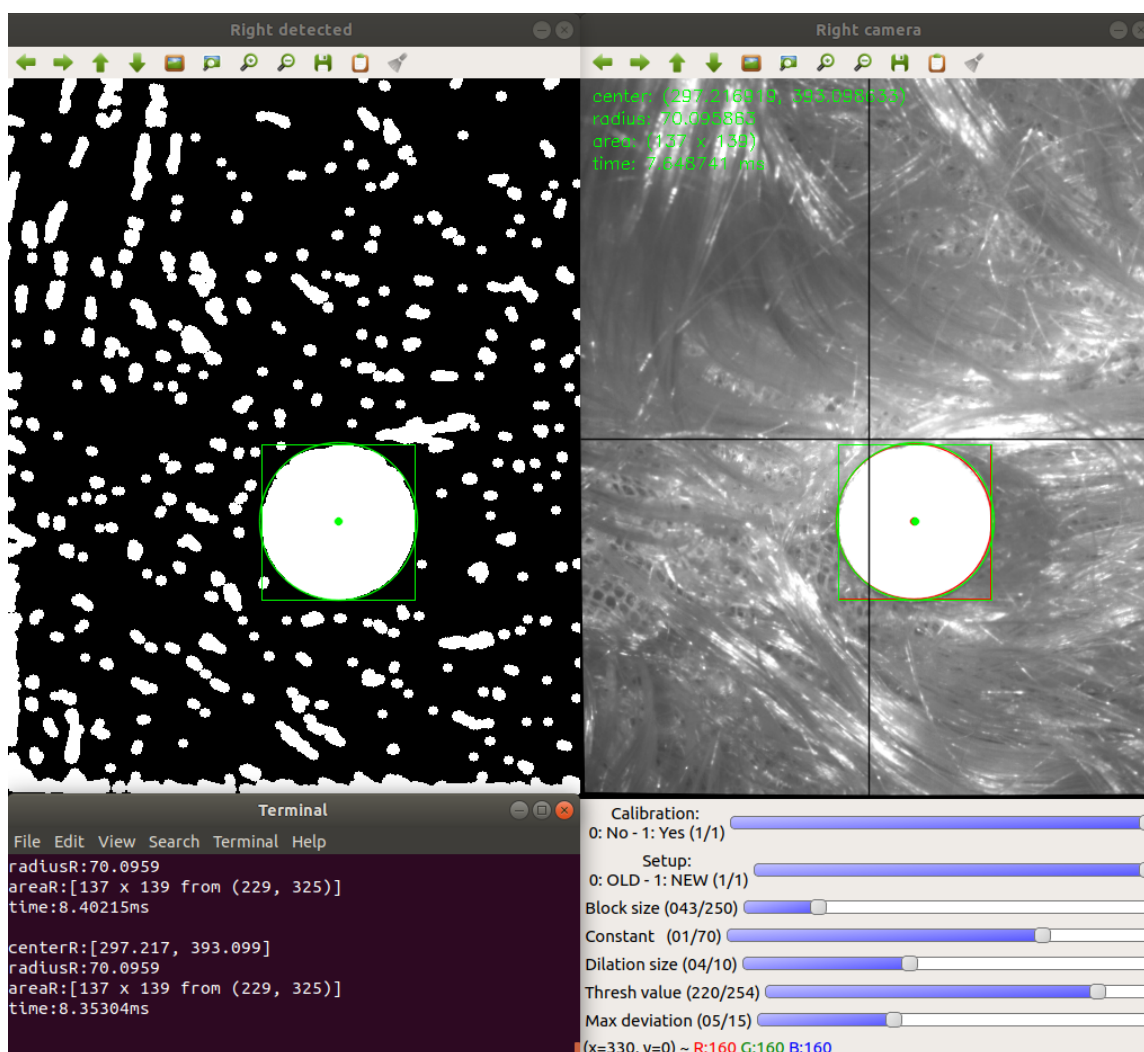 Right detected
Right camera
center: (297.216919, 393.098633)
radius: 70.095863
area: (137 x 139)
time: 7.648741 ms
Terminal
File Edit View Search Terminal Help
radiusR:70.0959
areaR:[137 x 139 from (229, 325)]
time:8.40215ms
centerR:[297.217, 393.099]
radiusR:70.0959
areaR:[137 x 139 from (229, 325)]
time:8.35304ms
Calibration:
0: No - 1: Yes (1/1)
Setup:
0: OLD - 1: NEW (1/1)
Block size (043/250)
Constant (01/70)
Dilation size (04/10)
Thresh value (220/254)
Max deviation (05/15)
(x=330, y=0) ~ R:160 G:160 B:160